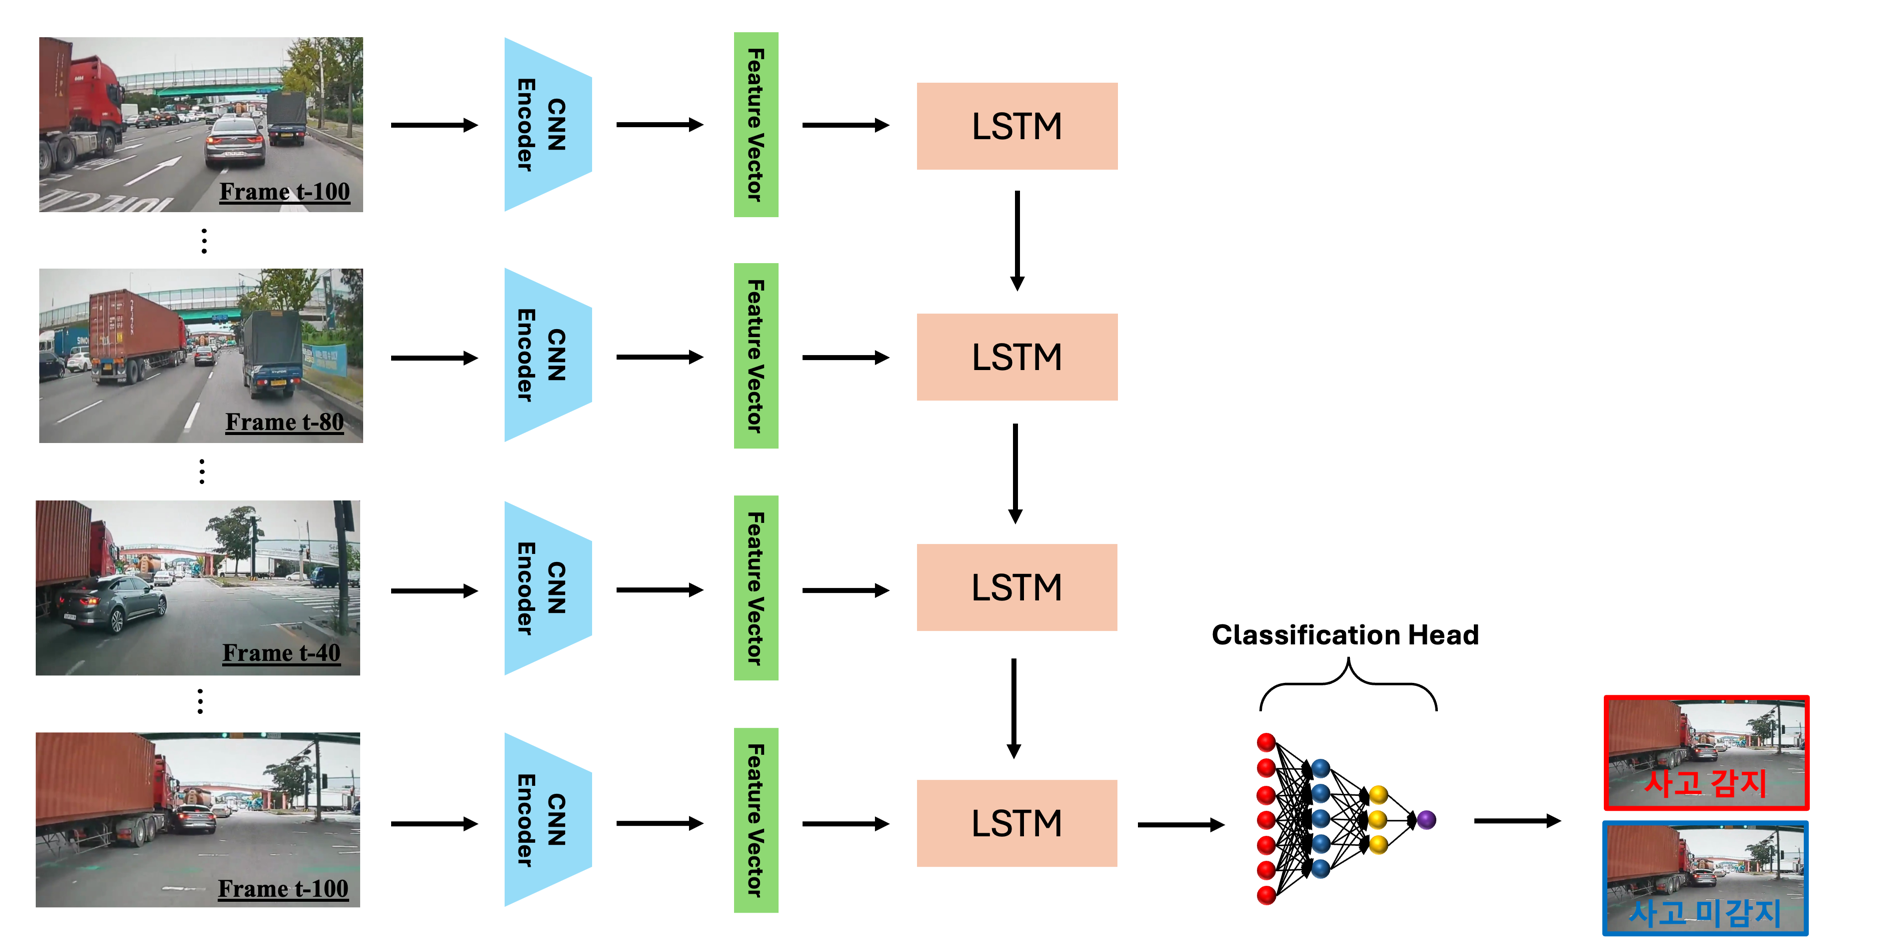 Frame t-100
CNN
Encoder
Feature Vector
LSTM
Frame t-80
CNN
Encoder
Feature Vector
LSTM
Frame t-40
CNN
Encoder
Feature Vector
LSTM
Classification Head
Frame t-100
CNN
Encoder
Feature Vector
LSTM
사고 감지
사고 미감지